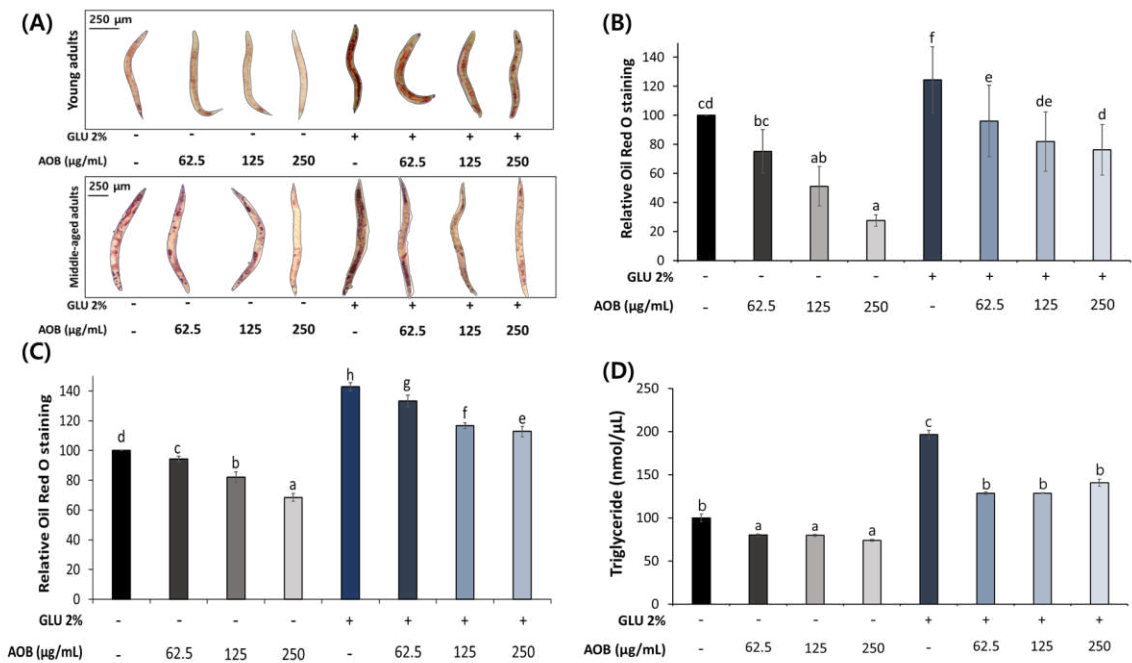 (A)
250 µm
Young adults
GLU 2% - - - - + + + +
AOB (µg/mL) - 62.5 125 250 - 62.5 125 250
250 µm
Middle-aged adults
GLU 2% - - - - + + + +
AOB (µg/mL) - 62.5 125 250 - 62.5 125 250
(B)
Relative Oil Red O staining
140
120
100
80
60
40
20
0
cd bc ab a f e de d
GLU 2% - - - - + + + +
AOB (µg/mL) - 62.5 125 250 - 62.5 125 250
(C)
Relative Oil Red O staining
140
120
100
80
60
40
20
0
d c b a h g f e
GLU 2% - - - - + + + +
AOB (µg/mL) - 62.5 125 250 - 62.5 125 250
(D)
Triglyceride (nmol/µL)
250
200
150
100
50
0
b a a a c b b b
GLU 2% - - - - + + + +
AOB (µg/mL) - 62.5 125 250 - 62.5 125 250